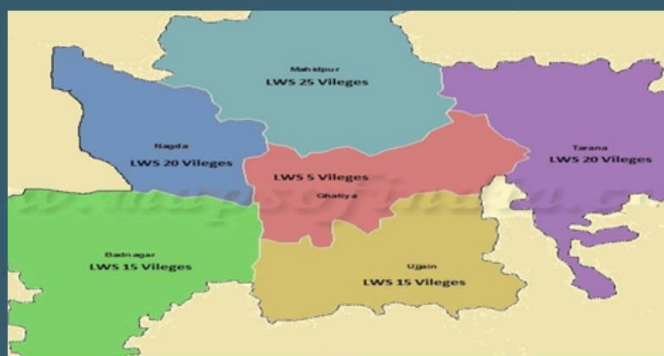 Mahidpur
LWS 25 Vileges
Nagda
LWS 20 Vileges
Tarana
LWS 20 Vileges
LWS 5 Vileges
Ghatiya
Badnagar
LWS 15 Vileges
Ujjain
LWS 15 Vileges